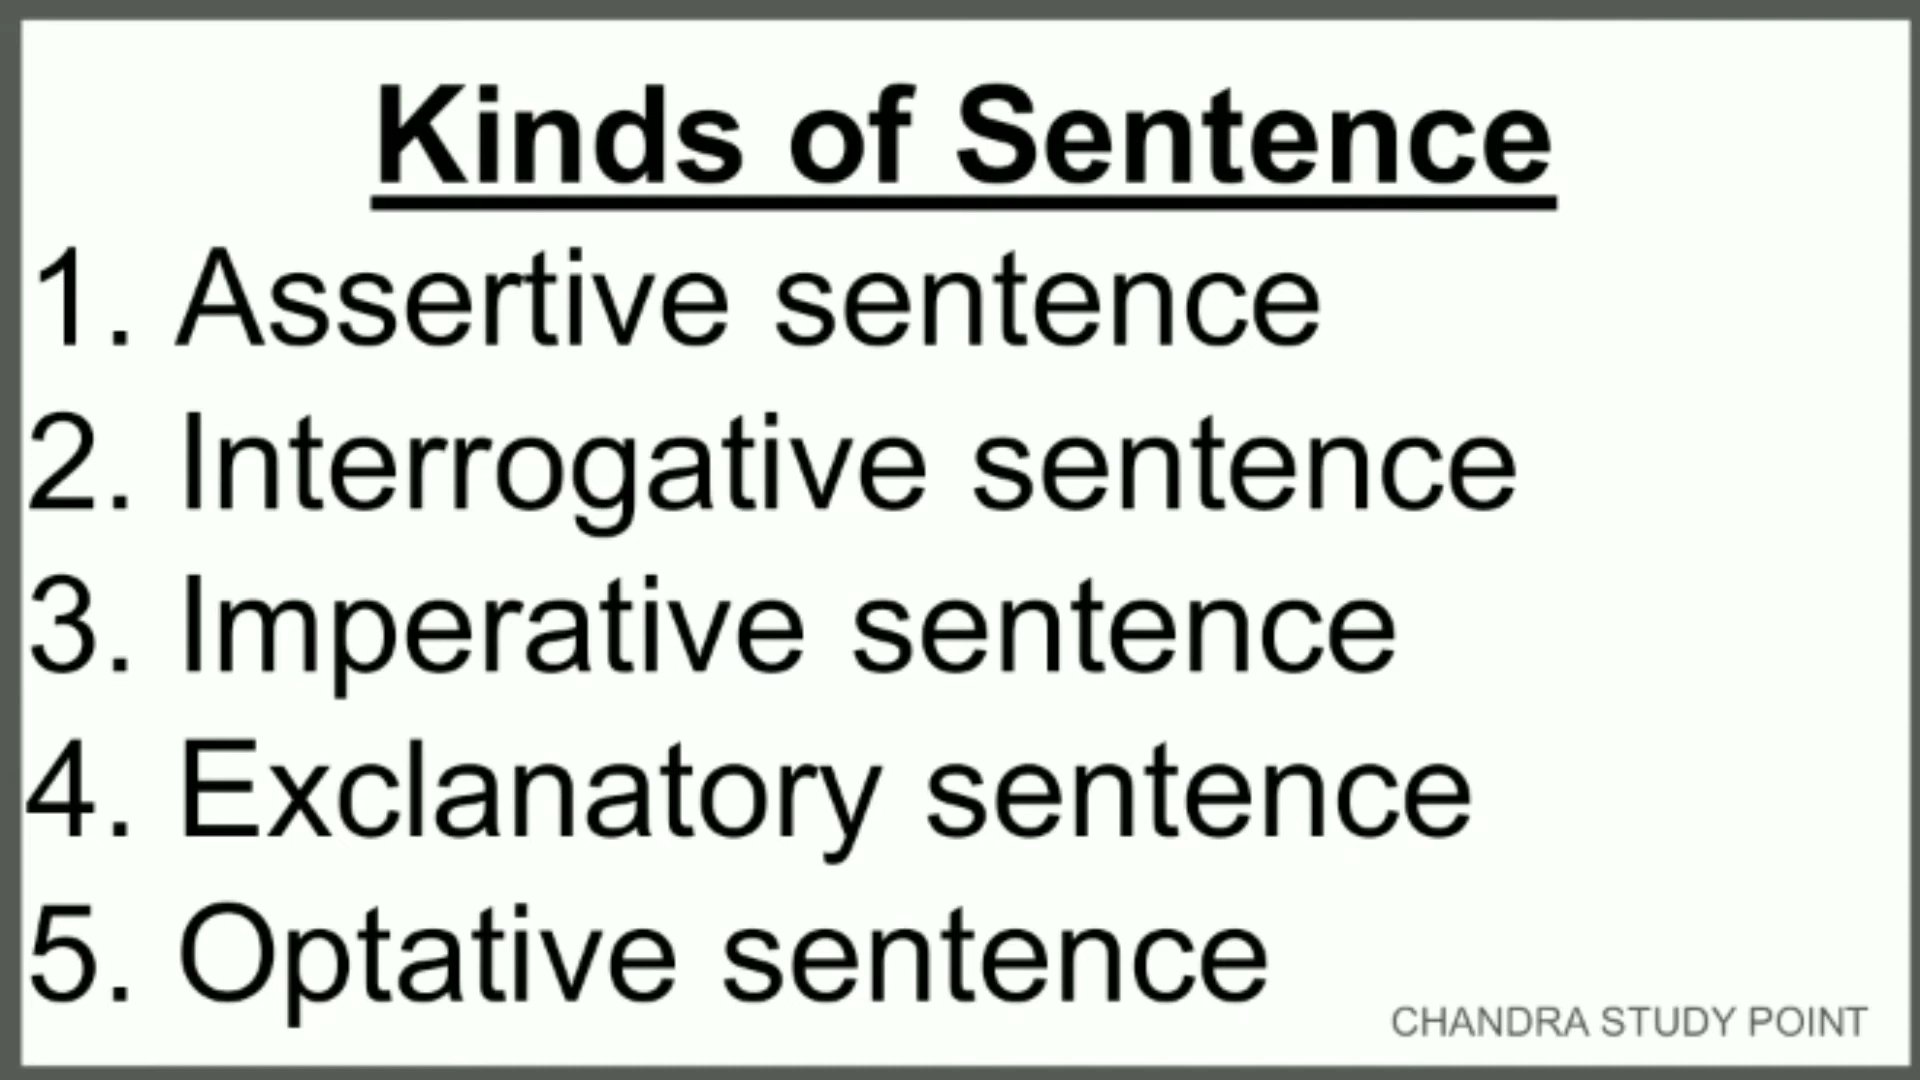 Kinds of Sentence
1. Assertive sentence
2. Interrogative sentence
3. Imperative sentence
4. Exclanatory sentence
5. Optative sentence
CHANDRA STUDY POINT